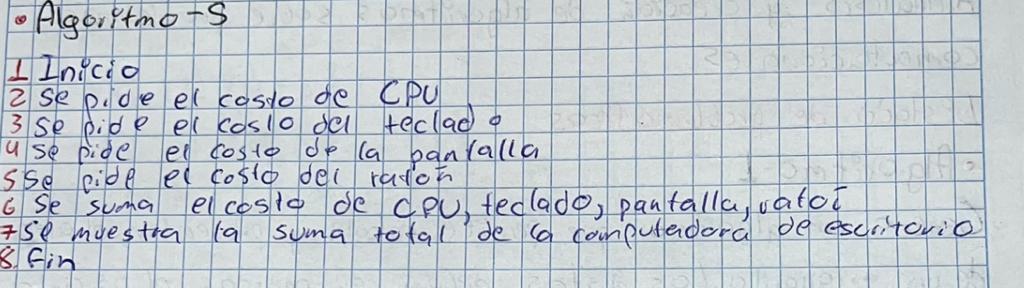 • Algoritmo-S
1 Inicio
2 se pide el costo de CPU
3 se pide el costo del teclado
4 se pide el costo de la pantalla
5 se pide el costo del ratón
6 se suma el costo de CPU, teclado, pantalla, ratoi
7 se muestra la suma total de la computadora de escritorio
8. fin